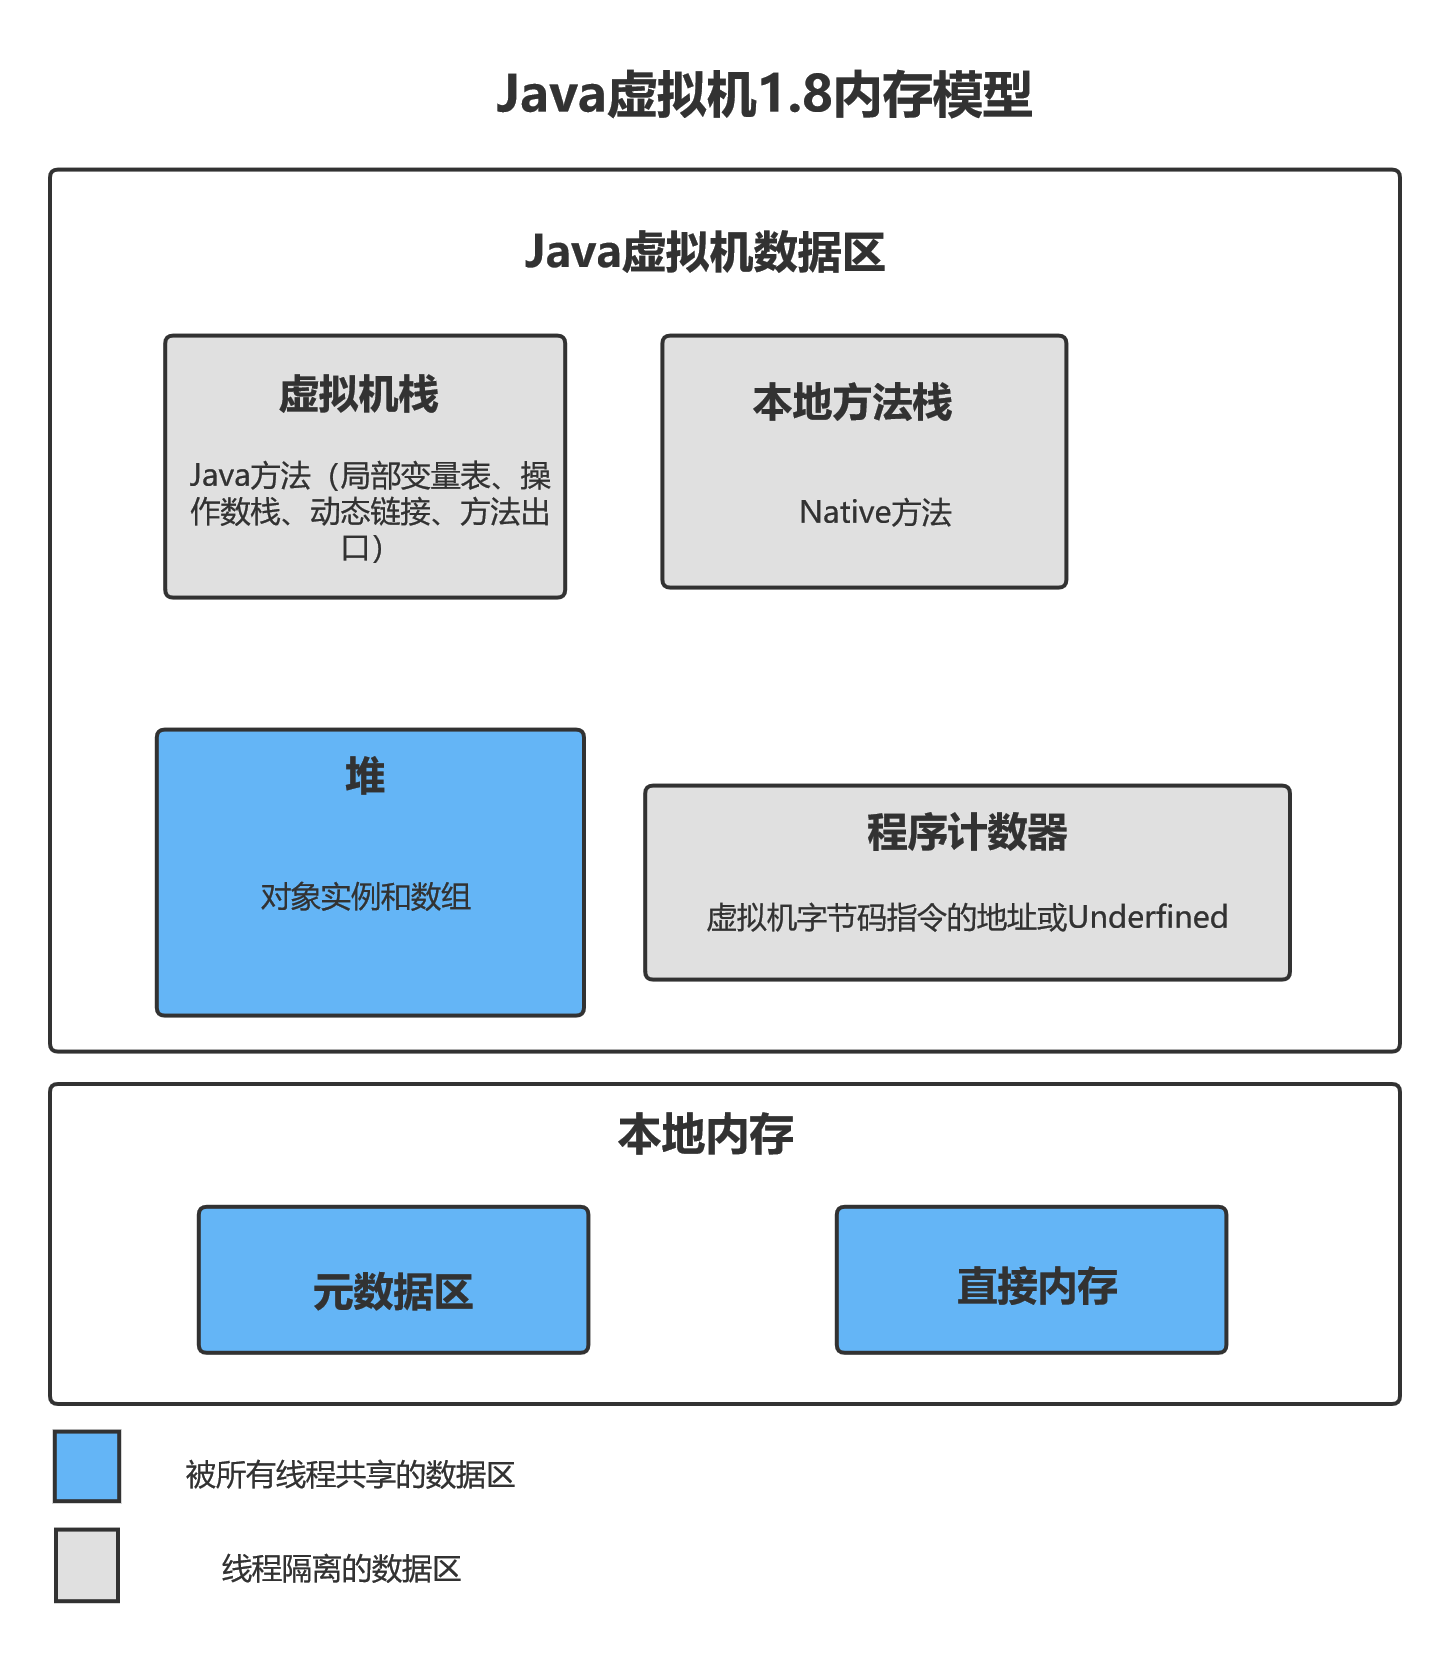 Java虚拟机1.8内存模型
Java虚拟机数据区
虚拟机栈
Java方法（局部变量表、操
作数栈、动态链接、方法出
口）
本地方法栈
Native方法
堆
对象实例和数组
程序计数器
虚拟机字节码指令的地址或Underfined
本地内存
元数据区
直接内存
被所有线程共享的数据区
线程隔离的数据区